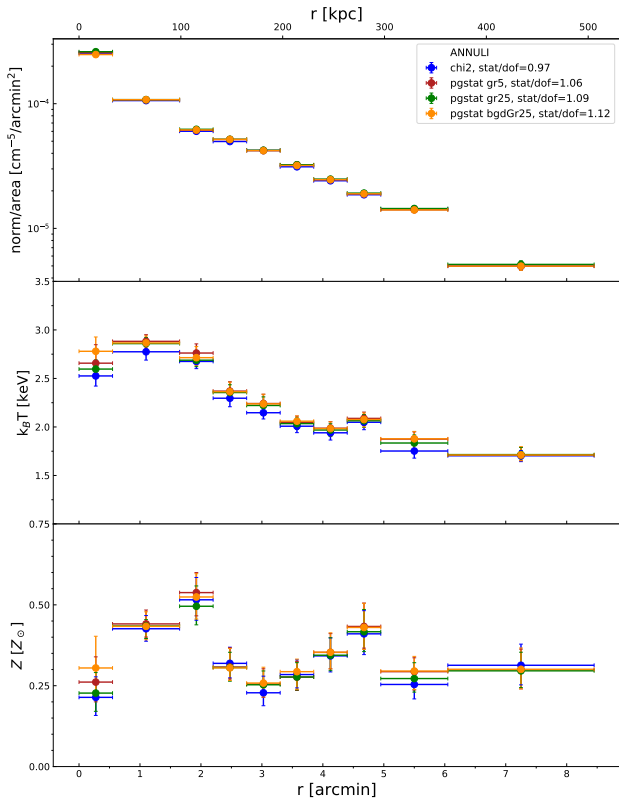 r [kpc]
0 100 200 300 400 500
norm/area [cm⁻⁵/arcmin²]
10⁻⁴
10⁻⁵
ANNULI
chi2, stat/dof=0.97
pgstat gr5, stat/dof=1.06
pgstat gr25, stat/dof=1.09
pgstat bgdGr25, stat/dof=1.12
k_BT [keV]
3.5
3.0
2.5
2.0
1.5
Z [Z_⊙]
0.75
0.50
0.25
0.00
0 1 2 3 4 5 6 7 8
r [arcmin]